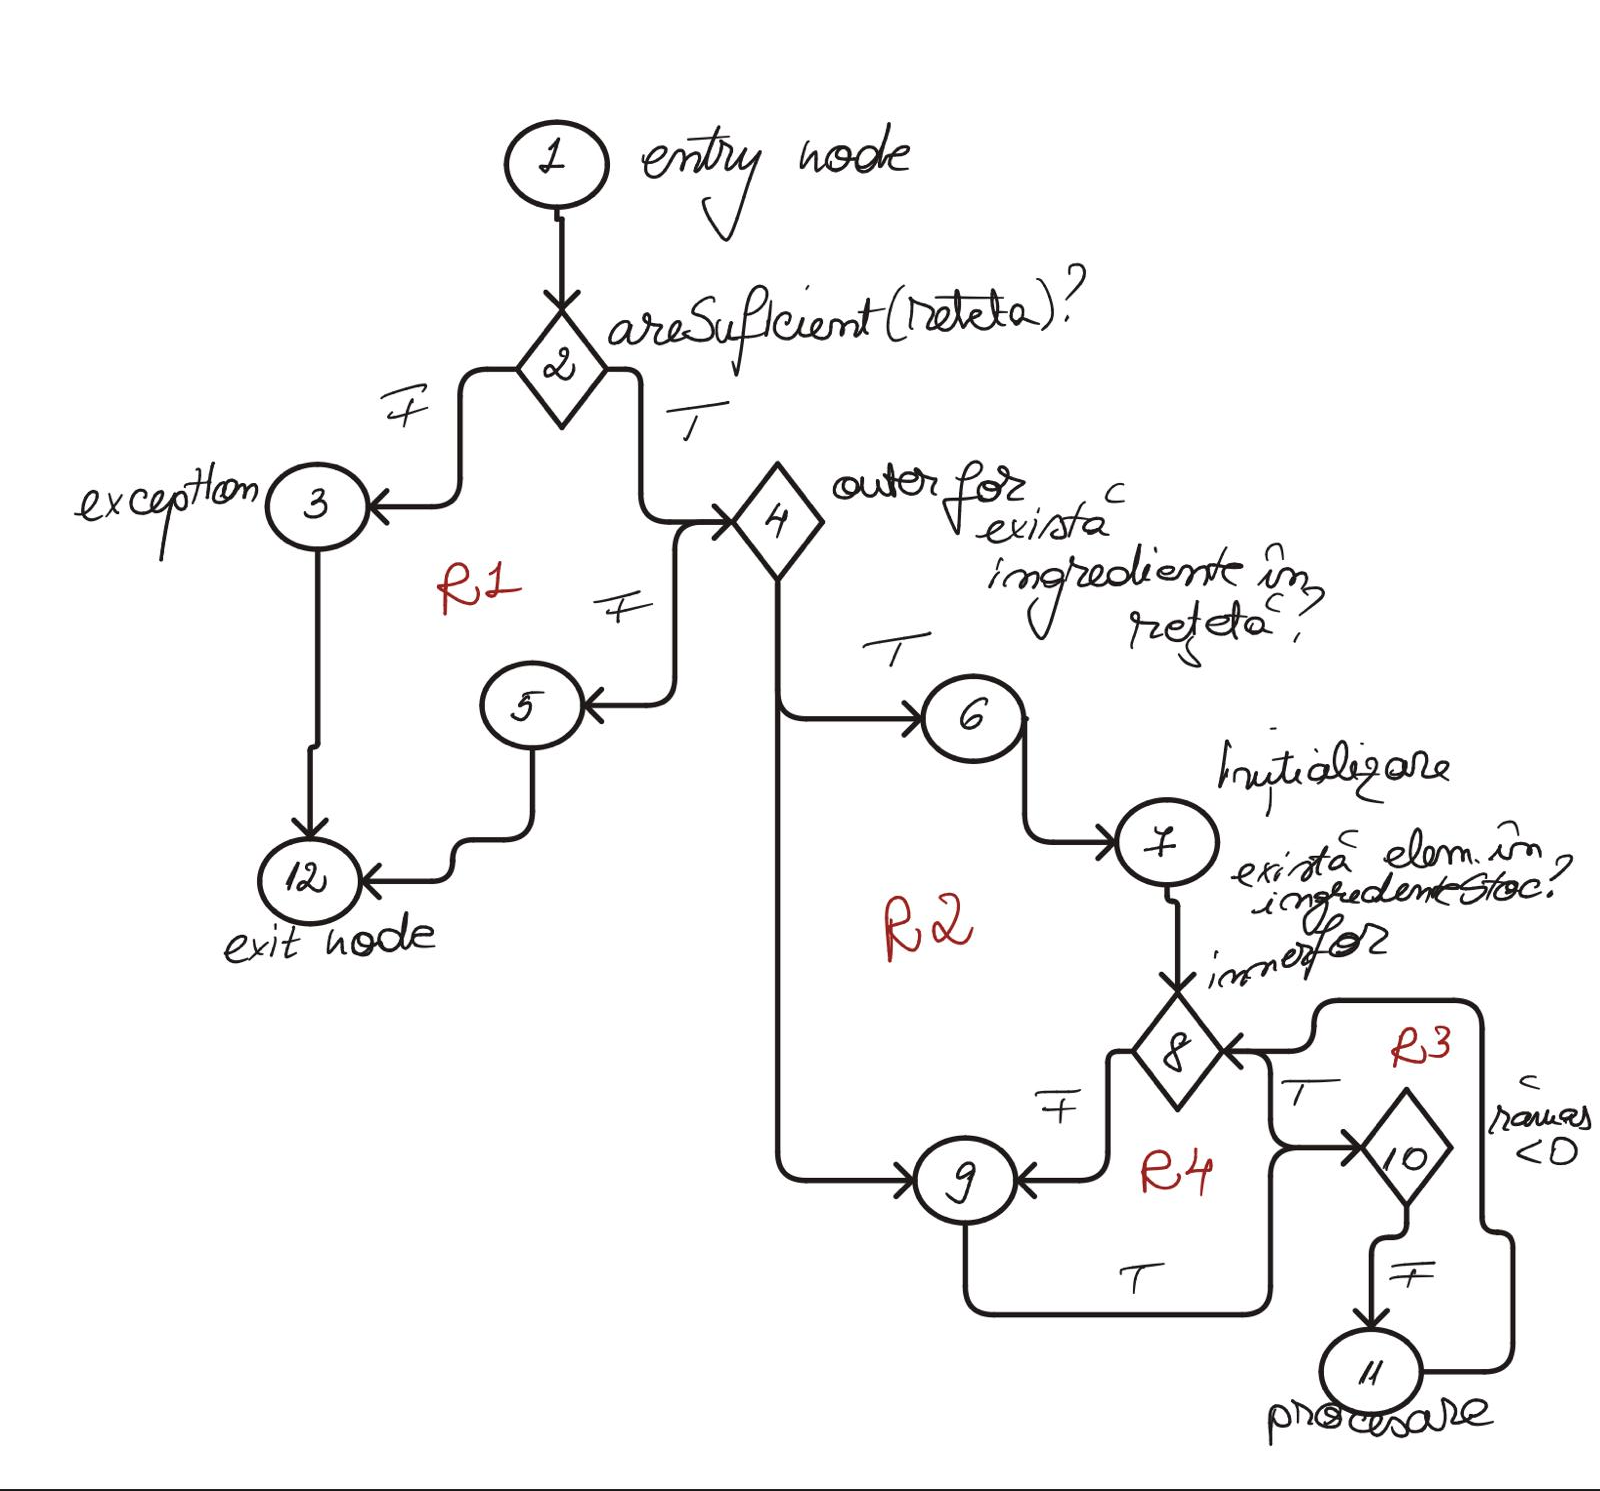 1 entry node
areSuficient(reteta)?
2
F
T
exception 3
4 outer for
există
ingrediente în
rețetă?
R1
F
T
5
6
Inițializare
7
există elem. în
ingredienteStoc?
inner for
12
exit node
R2
8
R3
T
F
rămas
<0
R4
10
9
T
F
11
procesare